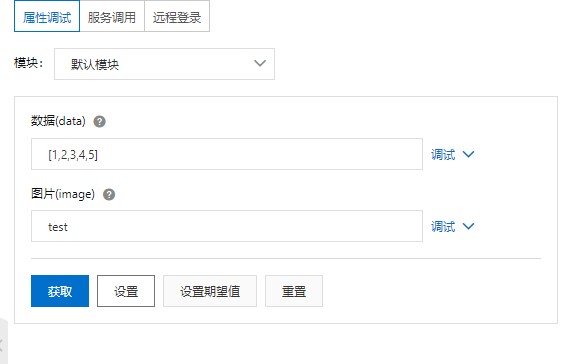 属性调试 服务调用 远程登录
模块： 默认模块
数据(data) ?
[1,2,3,4,5] 调试
图片(image) ?
test 调试
获取 设置 设置期望值 重置